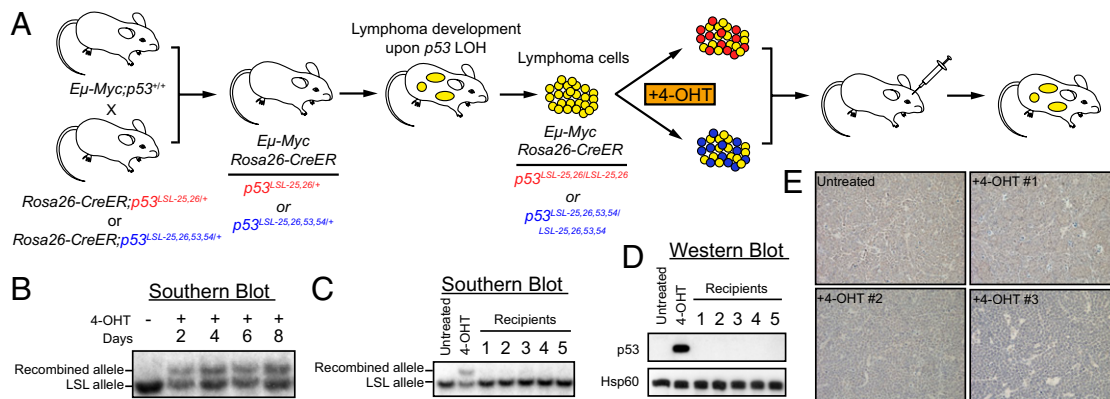 A
Eμ-Myc;p53+/+
X
Rosa26-CreER;p53LSL-25,26/+
or
Rosa26-CreER;p53LSL-25,26,53,54/+
Eμ-Myc
Rosa26-CreER
p53LSL-25,26/+
or
p53LSL-25,26,53,54/+
Lymphoma development
upon p53 LOH
Lymphoma cells
Eμ-Myc
Rosa26-CreER
p53LSL-25,26/LSL-25,26
or
p53LSL-25,26,53,54/
LSL-25,26,53,54
+4-OHT
B
Southern Blot
4-OHT - + + + +
Days 2 4 6 8
Recombined allele
LSL allele
C
Southern Blot
Untreated
4-OHT
Recipients
1 2 3 4 5
Recombined allele
LSL allele
D
Western Blot
Untreated
4-OHT
Recipients
1 2 3 4 5
p53
Hsp60
E
Untreated
+4-OHT #1
+4-OHT #2
+4-OHT #3